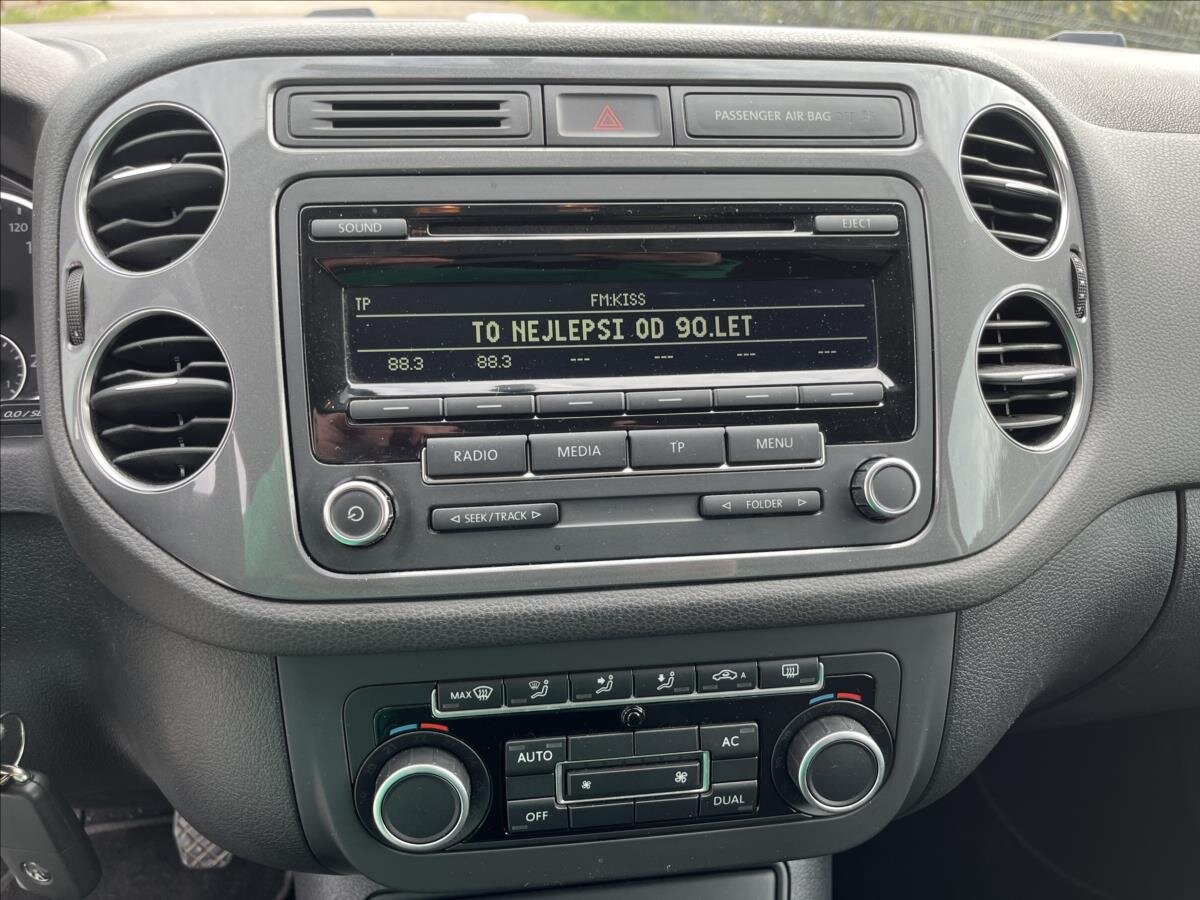 PASSENGER AIR BAG
SOUND
EJECT
120
TP
FM:KISS
TO NEJLEPSI OD 90.LET
88.3 88.3 --- --- --- ---
RADIO MEDIA TP MENU
SEEK/TRACK
FOLDER
MAX
A
AUTO
AC
OFF
DUAL
1